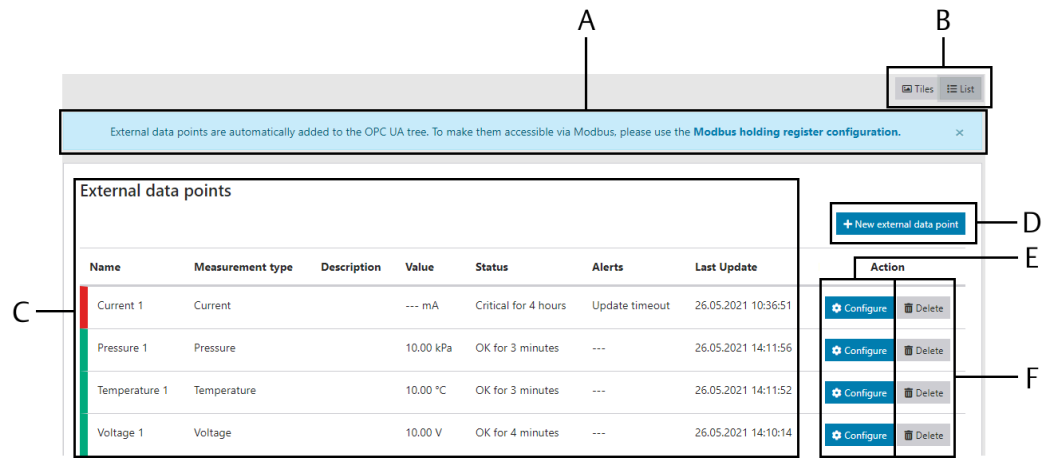 A
B
Tiles List
External data points are automatically added to the OPC UA tree. To make them accessible via Modbus, please use the Modbus holding register configuration. ×
External data points
+ New external data point
D
E
Name Measurement type Description Value Status Alerts Last Update Action
C
Current 1 Current --- mA Critical for 4 hours Update timeout 26.05.2021 10:36:51 Configure Delete
Pressure 1 Pressure 10.00 kPa OK for 3 minutes --- 26.05.2021 14:11:56 Configure Delete
F
Temperature 1 Temperature 10.00 °C OK for 3 minutes --- 26.05.2021 14:11:52 Configure Delete
Voltage 1 Voltage 10.00 V OK for 4 minutes --- 26.05.2021 14:10:14 Configure Delete